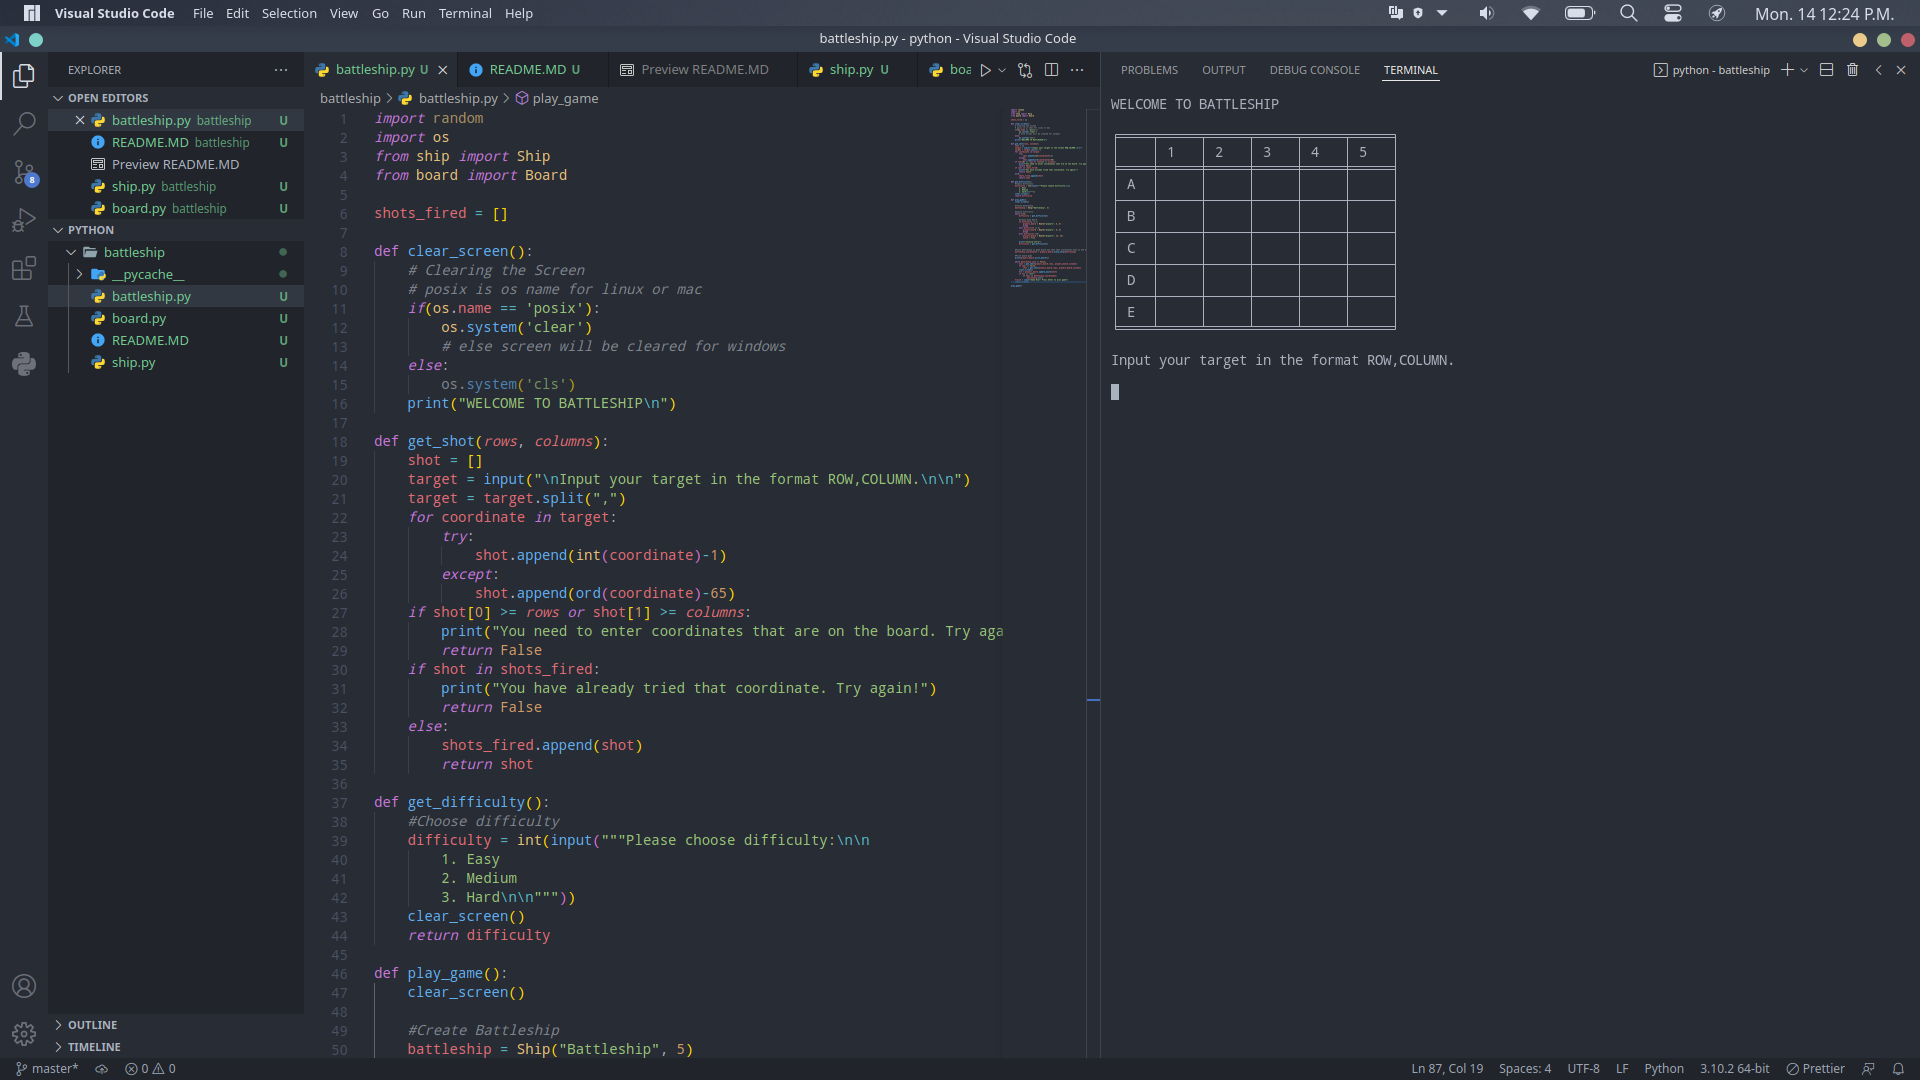 Visual Studio Code File Edit Selection View Go Run Terminal Help Mon. 14 12:24 P.M.
battleship.py - python - Visual Studio Code
EXPLORER
OPEN EDITORS
battleship.py battleship U
README.MD battleship U
Preview README.MD
ship.py battleship U
board.py battleship U
PYTHON
battleship
__pycache__
battleship.py U
board.py U
README.MD U
ship.py U
OUTLINE
TIMELINE
8
battleship.py U README.MD U Preview README.MD ship.py U boa
battleship > battleship.py > play_game
1 import random
2 import os
3 from ship import Ship
4 from board import Board
5
6 shots_fired = []
7
8 def clear_screen():
9 # Clearing the Screen
10 # posix is os name for linux or mac
11 if(os.name == 'posix'):
12 os.system('clear')
13 # else screen will be cleared for windows
14 else:
15 os.system('cls')
16 print("WELCOME TO BATTLESHIP\n")
17
18 def get_shot(rows, columns):
19 shot = []
20 target = input("\nInput your target in the format ROW,COLUMN.\n\n")
21 target = target.split(",")
22 for coordinate in target:
23 try:
24 shot.append(int(coordinate)-1)
25 except:
26 shot.append(ord(coordinate)-65)
27 if shot[0] >= rows or shot[1] >= columns:
28 print("You need to enter coordinates that are on the board. Try aga
29 return False
30 if shot in shots_fired:
31 print("You have already tried that coordinate. Try again!")
32 return False
33 else:
34 shots_fired.append(shot)
35 return shot
36
37 def get_difficulty():
38 #Choose difficulty
39 difficulty = int(input("""Please choose difficulty:\n\n
40 1. Easy
41 2. Medium
42 3. Hard\n\n"""))
43 clear_screen()
44 return difficulty
45
46 def play_game():
47 clear_screen()
48
49 #Create Battleship
50 battleship = Ship("Battleship", 5)
PROBLEMS OUTPUT DEBUG CONSOLE TERMINAL python - battleship
WELCOME TO BATTLESHIP
1 2 3 4 5
A
B
C
D
E
Input your target in the format ROW,COLUMN.
master* 0 0 Ln 87, Col 19 Spaces: 4 UTF-8 LF Python 3.10.2 64-bit Prettier